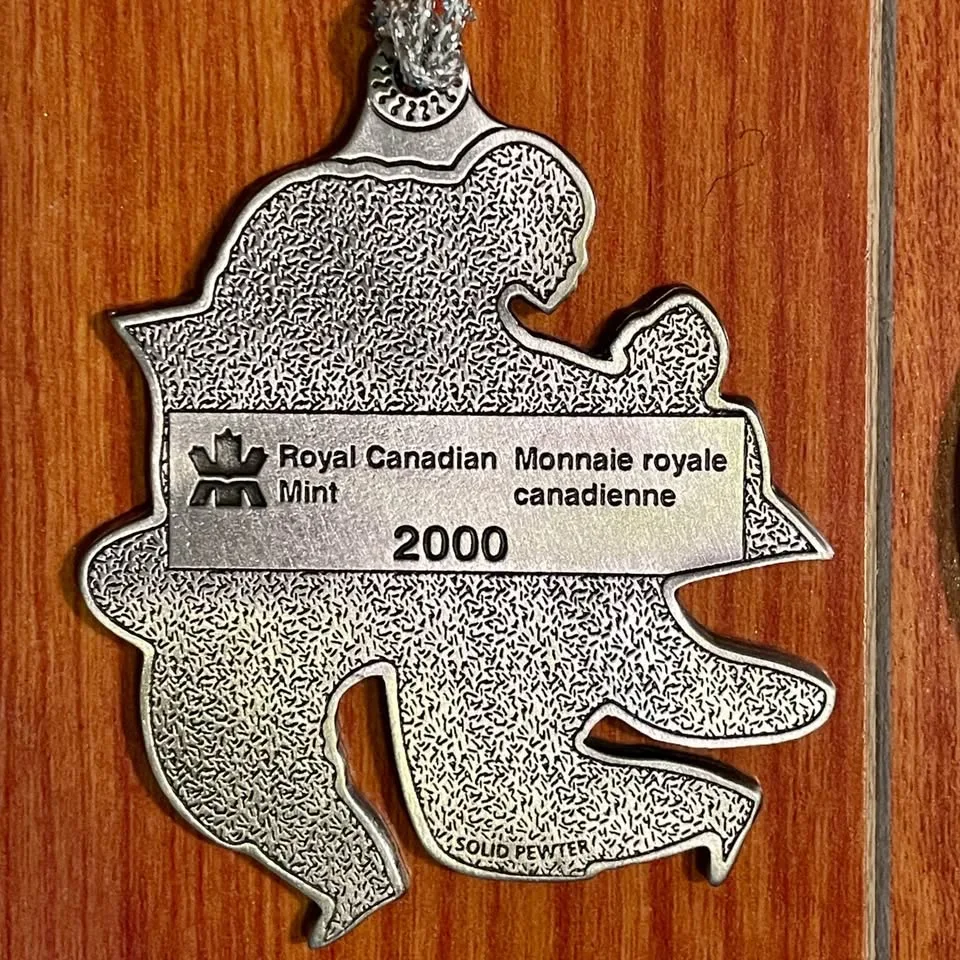 Royal Canadian Monnaie royale
Mint canadienne
2000
SOLID PEWTER